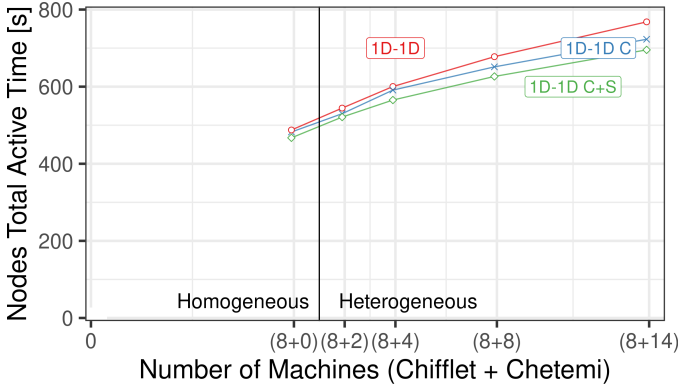 Nodes Total Active Time [s]
800
600
400
200
0
1D-1D
1D-1D C
1D-1D C+S
Homogeneous
Heterogeneous
0
(8+0)
(8+2)
(8+4)
(8+8)
(8+14)
Number of Machines (Chifflet + Chetemi)